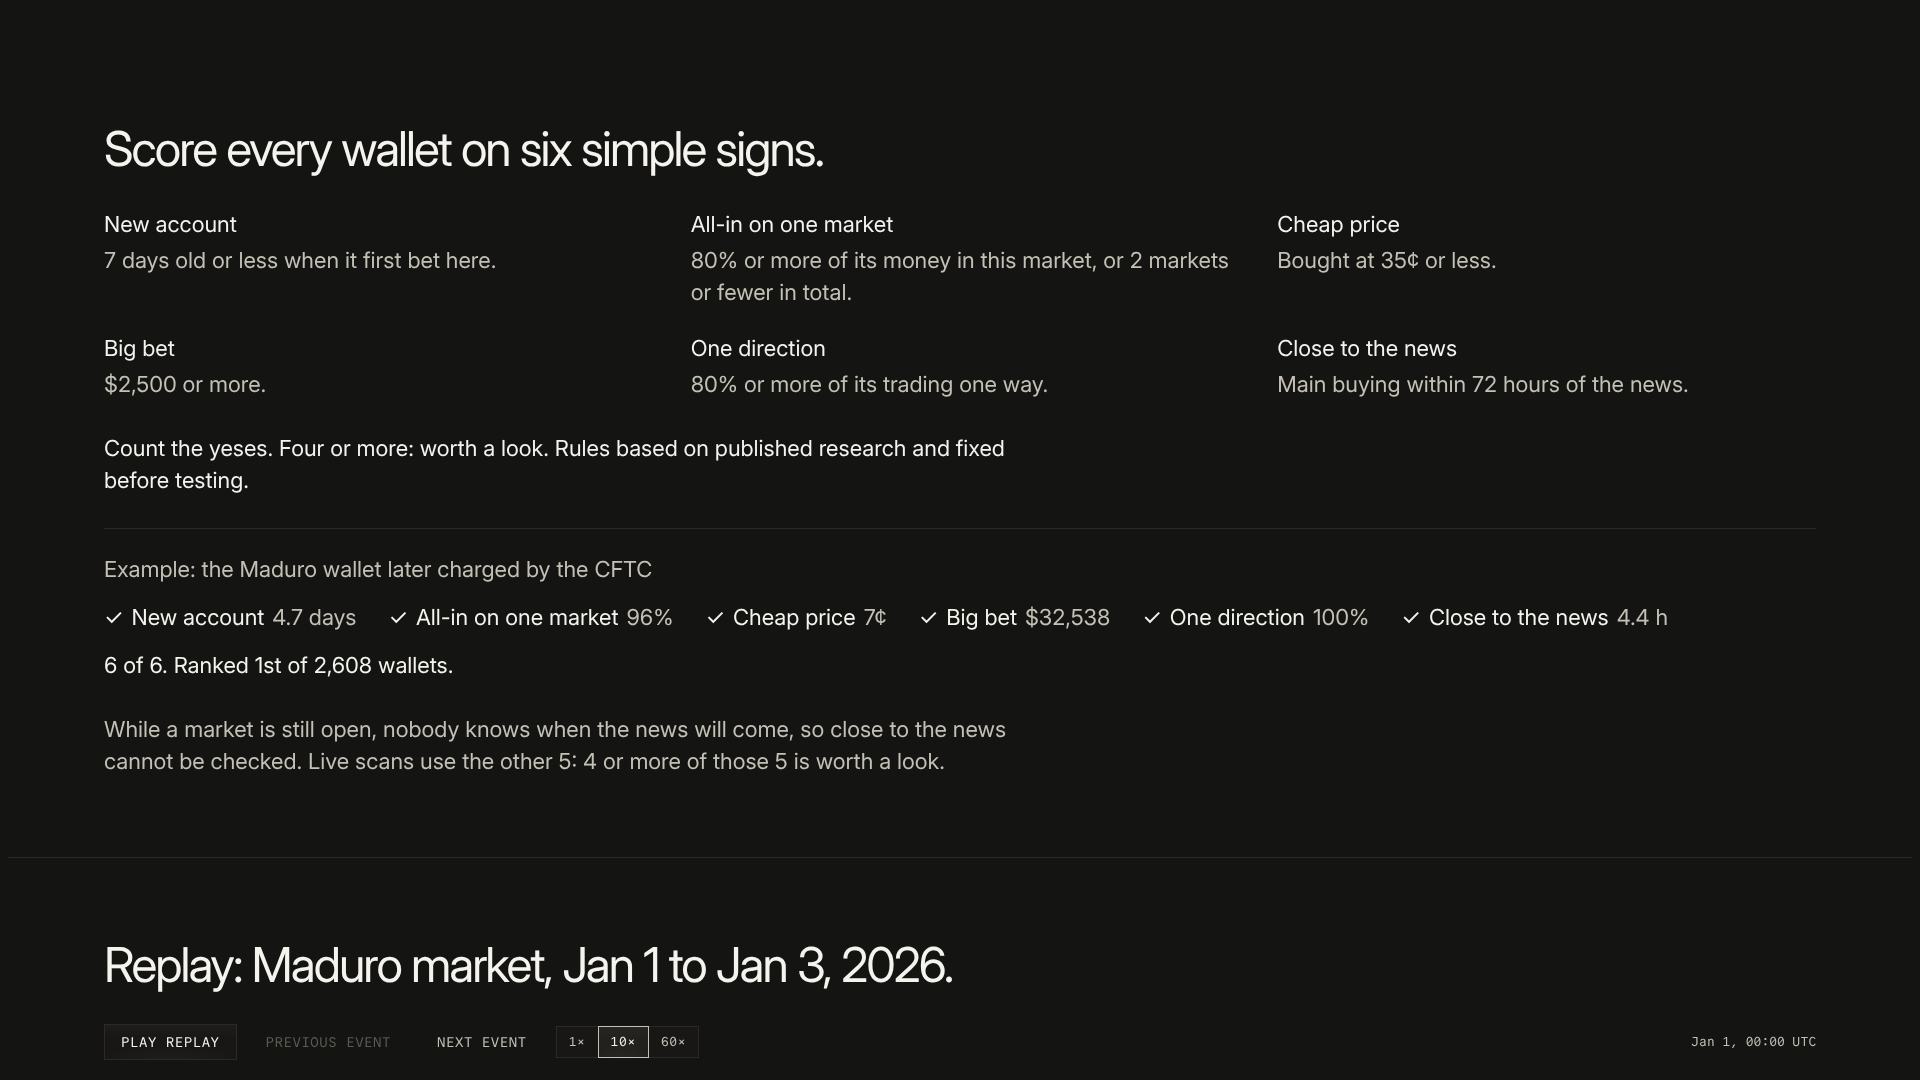 Score every wallet on six simple signs.
New account
7 days old or less when it first bet here.
All-in on one market
80% or more of its money in this market, or 2 markets
or fewer in total.
Cheap price
Bought at 35¢ or less.
Big bet
$2,500 or more.
One direction
80% or more of its trading one way.
Close to the news
Main buying within 72 hours of the news.
Count the yeses. Four or more: worth a look. Rules based on published research and fixed
before testing.
Example: the Maduro wallet later charged by the CFTC
✓ New account 4.7 days ✓ All-in on one market 96% ✓ Cheap price 7¢ ✓ Big bet $32,538 ✓ One direction 100% ✓ Close to the news 4.4 h
6 of 6. Ranked 1st of 2,608 wallets.
While a market is still open, nobody knows when the news will come, so close to the news
cannot be checked. Live scans use the other 5: 4 or more of those 5 is worth a look.
Replay: Maduro market, Jan 1 to Jan 3, 2026.
PLAY REPLAY PREVIOUS EVENT NEXT EVENT 1× 10× 60× Jan 1, 00:00 UTC